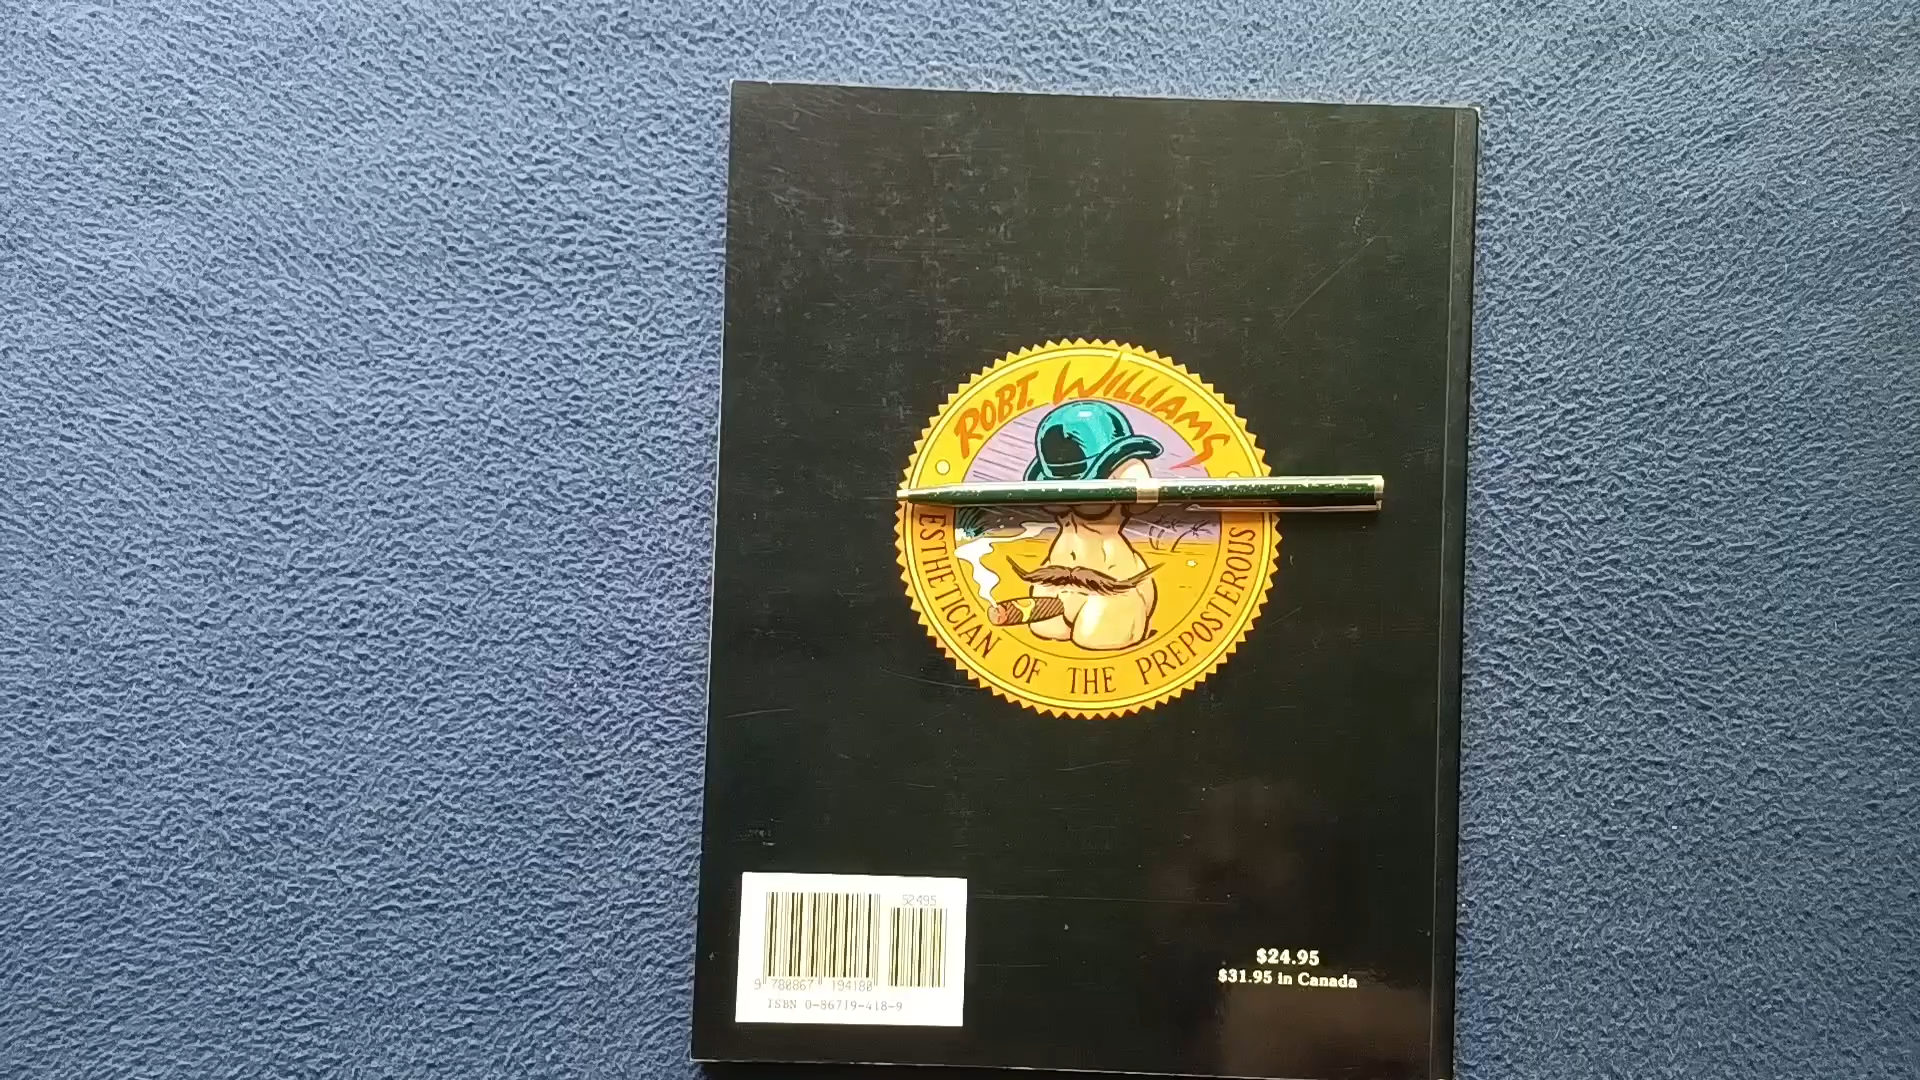 ROBT. WILLIAMS
ESTHETICIAN OF THE PREPOSTEROUS
52495
9 780867 194180
ISBN 0-86719-418-9
$24.95
$31.95 in Canada